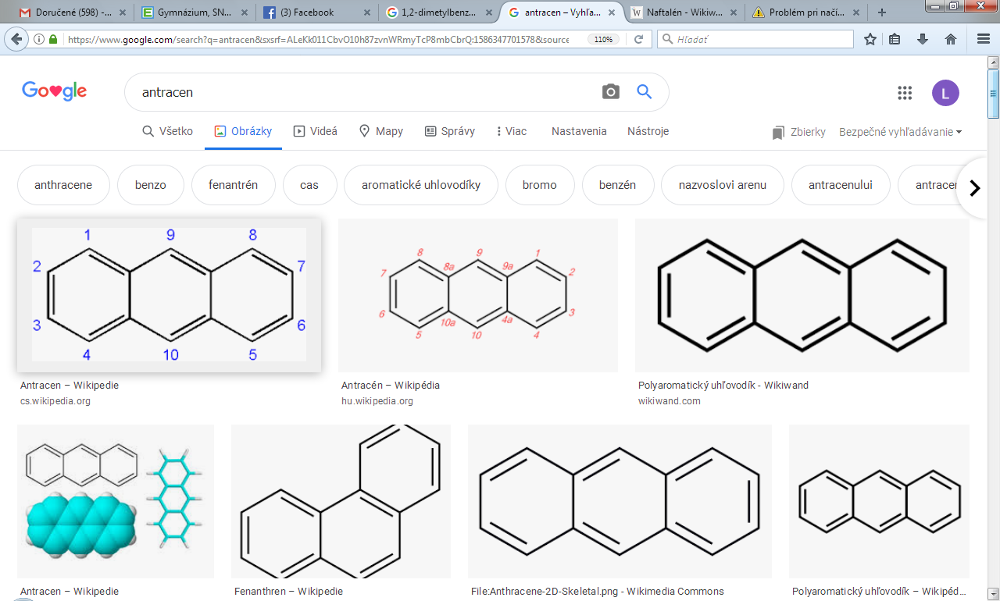 Doručené (598) -...
Gymnázium, SN...
(3) Facebook
1,2-dimetylbenz...
antracen – Vyhľa...
Naftalén - Wikiw...
Problém pri načí...
https://www.google.com/search?q=antracen&sxsrf=ALeKk011CbvO10h87zvnWRmyTcP8mbCbrQ:1586347701578&source
110%
Hľadať
Google
antracen
L
Všetko
Obrázky
Videá
Mapy
Správy
Viac
Nastavenia
Nástroje
Zbierky
Bezpečné vyhľadávanie
anthracene
benzo
fenantrén
cas
aromatické uhlovodíky
bromo
benzén
nazvoslovi arenu
antracenului
antracen
1 9 8
2 7
3 6
4 10 5
8 9 1
8a 9a
7 2
6 3
10a 4a
5 10 4
Antracen – Wikipedie
cs.wikipedia.org
Antracén – Wikipédia
hu.wikipedia.org
Polyaromatický uhľovodík - Wikiwand
wikiwand.com
Antracen – Wikipedie
Fenanthren – Wikipedie
File:Anthracene-2D-Skeletal.png - Wikimedia Commons
Polyaromatický uhľovodík – Wikipéd...